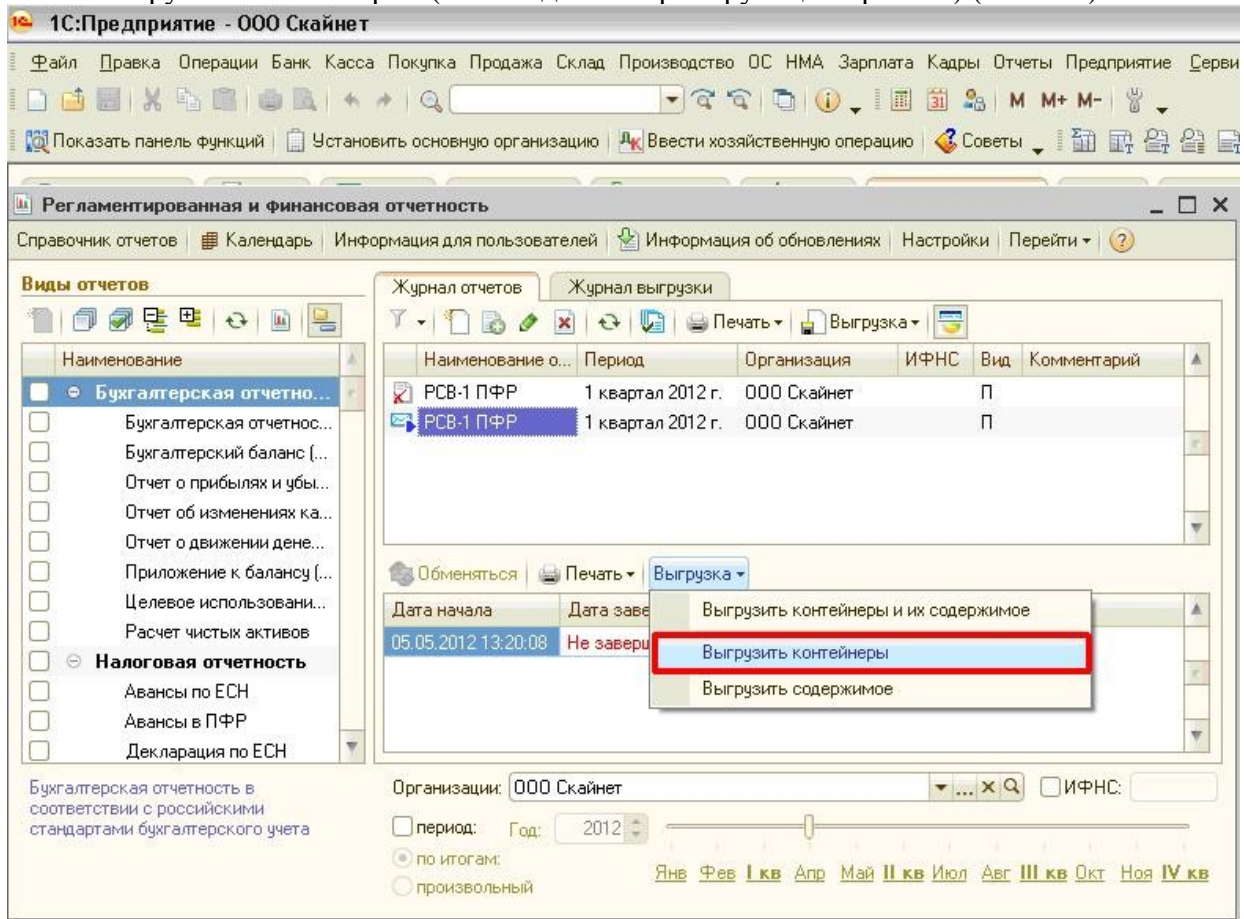 1С:Предприятие - ООО Скайнет
Файл Правка Операции Банк Касса Покупка Продажа Склад Производство ОС НМА Зарплата Кадры Отчеты Предприятие Серви
31 M M+ M-
Показать панель функций Установить основную организацию Ввести хозяйственную операцию Советы
Регламентированная и финансовая отчетность
Справочник отчетов Календарь Информация для пользователей Информация об обновлениях Настройки Перейти
Виды отчетов
Журнал отчетов Журнал выгрузки
Печать Выгрузка
Наименование
Наименование о... Период Организация ИФНС Вид Комментарий
Бухгалтерская отчетно...
РСВ-1 ПФР 1 квартал 2012 г. ООО Скайнет П
Бухгалтерская отчетнос...
РСВ-1 ПФР 1 квартал 2012 г. ООО Скайнет П
Бухгалтерский баланс (...
Отчет о прибылях и убы...
Отчет об изменениях ка...
Отчет о движении дене...
Приложение к балансу (...
Обменяться Печать Выгрузка
Целевое использовани...
Дата начала Дата заве
Выгрузить контейнеры и их содержимое
Расчет чистых активов
05.05.2012 13:20:08 Не заверш
Выгрузить контейнеры
Налоговая отчетность
Выгрузить содержимое
Авансы по ЕСН
Авансы в ПФР
Декларация по ЕСН
Бухгалтерская отчетность в
соответствии с российскими
стандартами бухгалтерского учета
Организации: ООО Скайнет ИФНС:
период: Год: 2012
по итогам:
произвольный
Янв Фев I кв Апр Май II кв Июл Авг III кв Окт Ноя IV кв